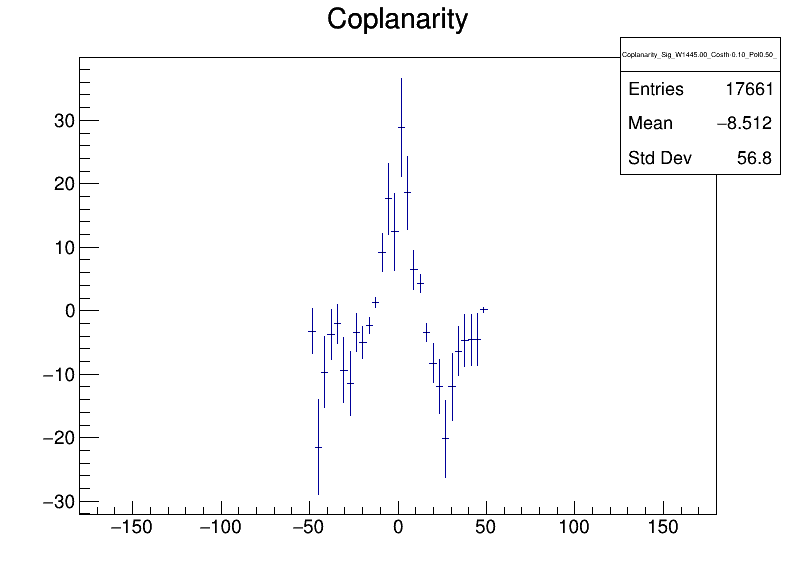 Coplanarity
Coplanarity_Sig_W1445.00_Costh-0.10_Pol0.50_
Entries 17661
Mean −8.512
Std Dev 56.8
30
20
10
0
−10
−20
−30
−150 −100 −50 0 50 100 150